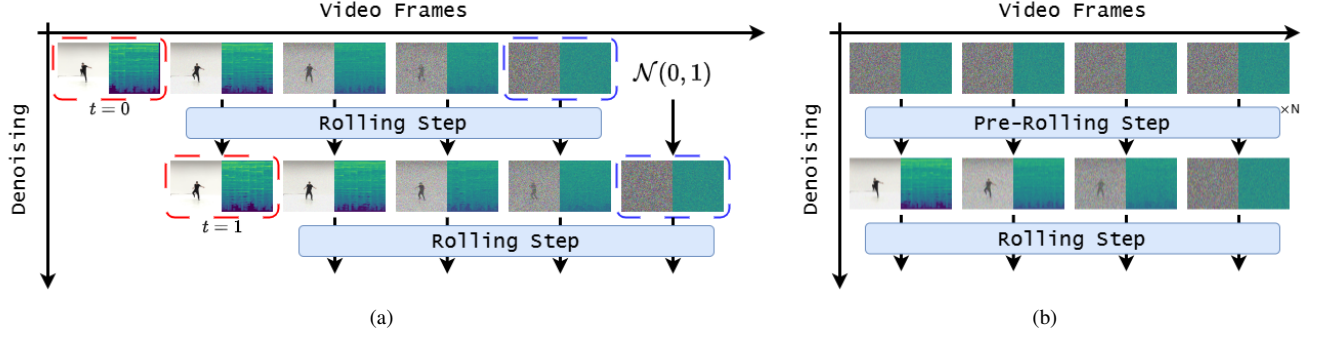 Video Frames
Denoising
t = 0
𝒩(0, 1)
Rolling Step
t = 1
Rolling Step
(a)
Video Frames
Denoising
Pre-Rolling Step
×N
Rolling Step
(b)